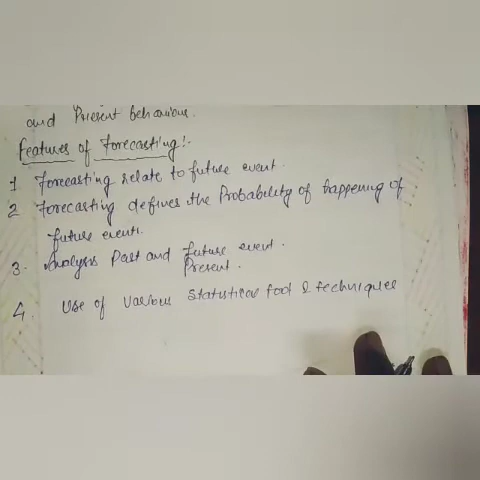 and Present behaviour.
Features of Forecasting:-
1 Forecasting relate to future event.
2 Forecasting defines the Probability of happening of
future events.
3. Analysis Past and future event.
Present.
4. Use of various Statistical tool & techniques